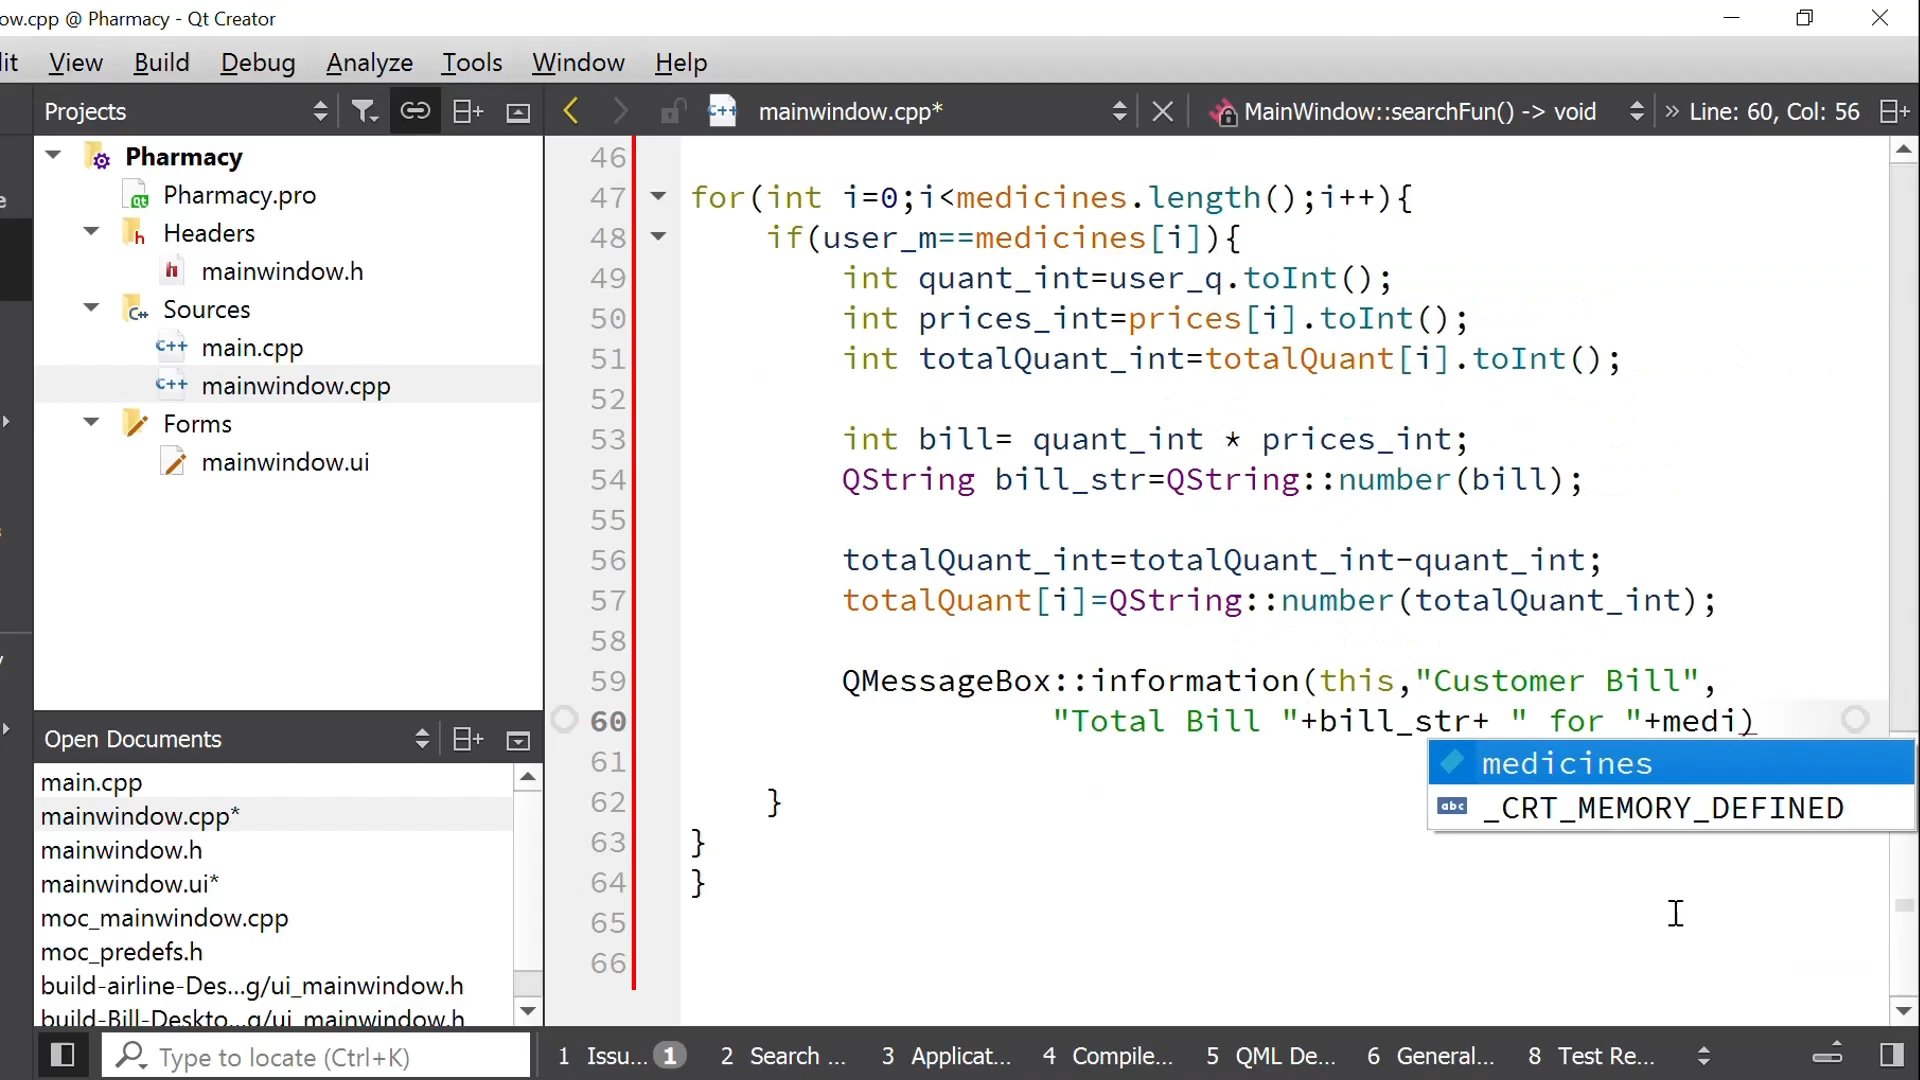 ow.cpp @ Pharmacy - Qt Creator
it View Build Debug Analyze Tools Window Help
Projects
mainwindow.cpp*
MainWindow::searchFun() -> void
» Line: 60, Col: 56
Pharmacy
Pharmacy.pro
Headers
mainwindow.h
Sources
main.cpp
mainwindow.cpp
Forms
mainwindow.ui
Open Documents
main.cpp
mainwindow.cpp*
mainwindow.h
mainwindow.ui*
moc_mainwindow.cpp
moc_predefs.h
build-airline-Des...g/ui_mainwindow.h
build-Bill-Deskto...g/ui_mainwindow.h
46
47 for(int i=0;i<medicines.length();i++){
48 if(user_m==medicines[i]){
49 int quant_int=user_q.toInt();
50 int prices_int=prices[i].toInt();
51 int totalQuant_int=totalQuant[i].toInt();
52
53 int bill= quant_int * prices_int;
54 QString bill_str=QString::number(bill);
55
56 totalQuant_int=totalQuant_int-quant_int;
57 totalQuant[i]=QString::number(totalQuant_int);
58
59 QMessageBox::information(this,"Customer Bill",
60 "Total Bill "+bill_str+ " for "+medi)
medicines
abc _CRT_MEMORY_DEFINED
61
62 }
63 }
64 }
65
66
Type to locate (Ctrl+K)
1 Issu... 1 2 Search ... 3 Applicat... 4 Compile... 5 QML De... 6 General... 8 Test Re...